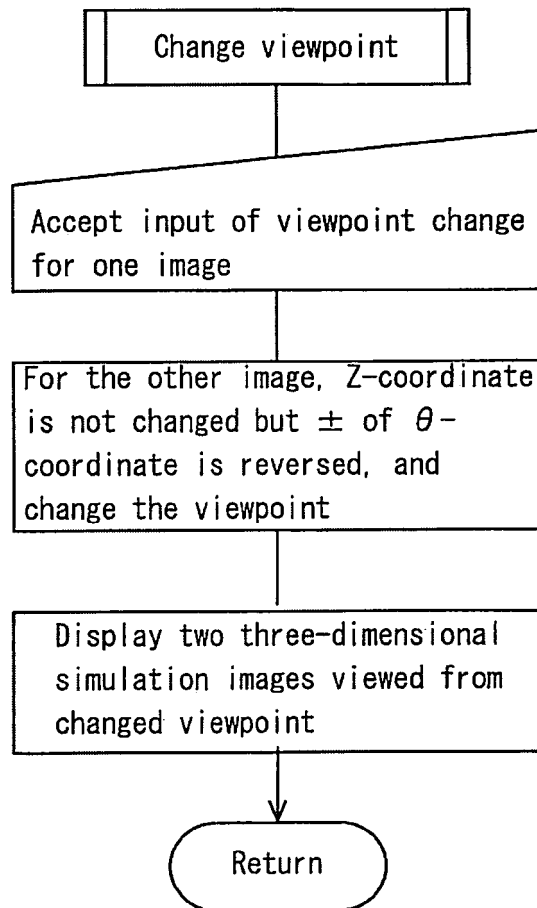 Change viewpoint
Accept input of viewpoint change
for one image
For the other image, Z-coordinate
is not changed but ± of θ-
coordinate is reversed, and
change the viewpoint
Display two three-dimensional
simulation images viewed from
changed viewpoint
Return